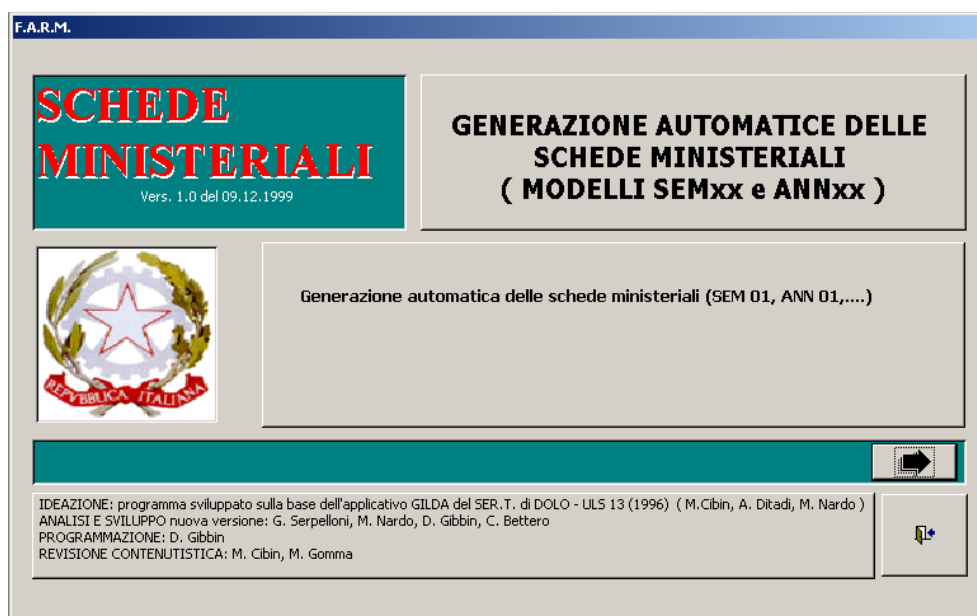 F.A.R.M.
SCHEDE
MINISTERIALI
Vers. 1.0 del 09.12.1999
GENERAZIONE AUTOMATICE DELLE
SCHEDE MINISTERIALI
( MODELLI SEMxx e ANNxx )
REPVBBLICA ITALIANA
Generazione automatica delle schede ministeriali (SEM 01, ANN 01,....)
IDEAZIONE: programma sviluppato sulla base dell'applicativo GILDA del SER.T. di DOLO - ULS 13 (1996) ( M.Cibin, A. Ditadi, M. Nardo )
ANALISI E SVILUPPO nuova versione: G. Serpelloni, M. Nardo, D. Gibbin, C. Bettero
PROGRAMMAZIONE: D. Gibbin
REVISIONE CONTENUTISTICA: M. Cibin, M. Gomma